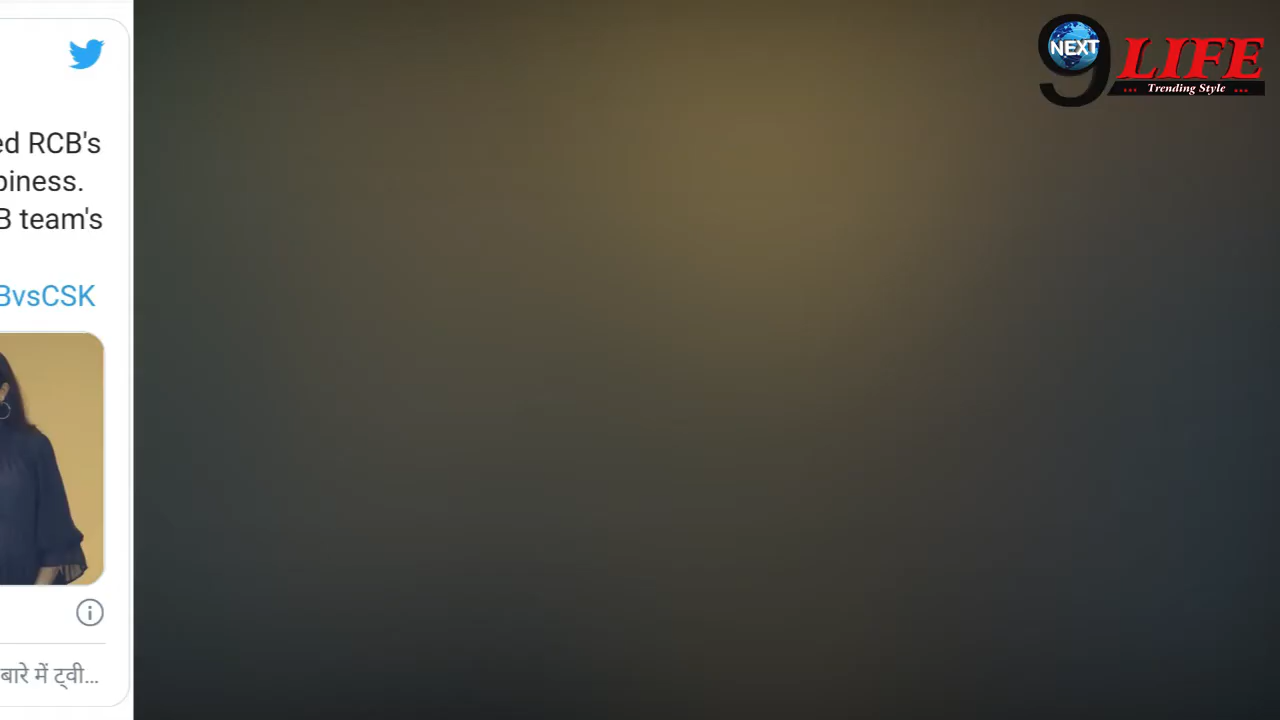 ed RCB's
piness.
B team's
BvsCSK
बारे में ट्वी...
NEXT
9 LIFE
... Trending Style ...